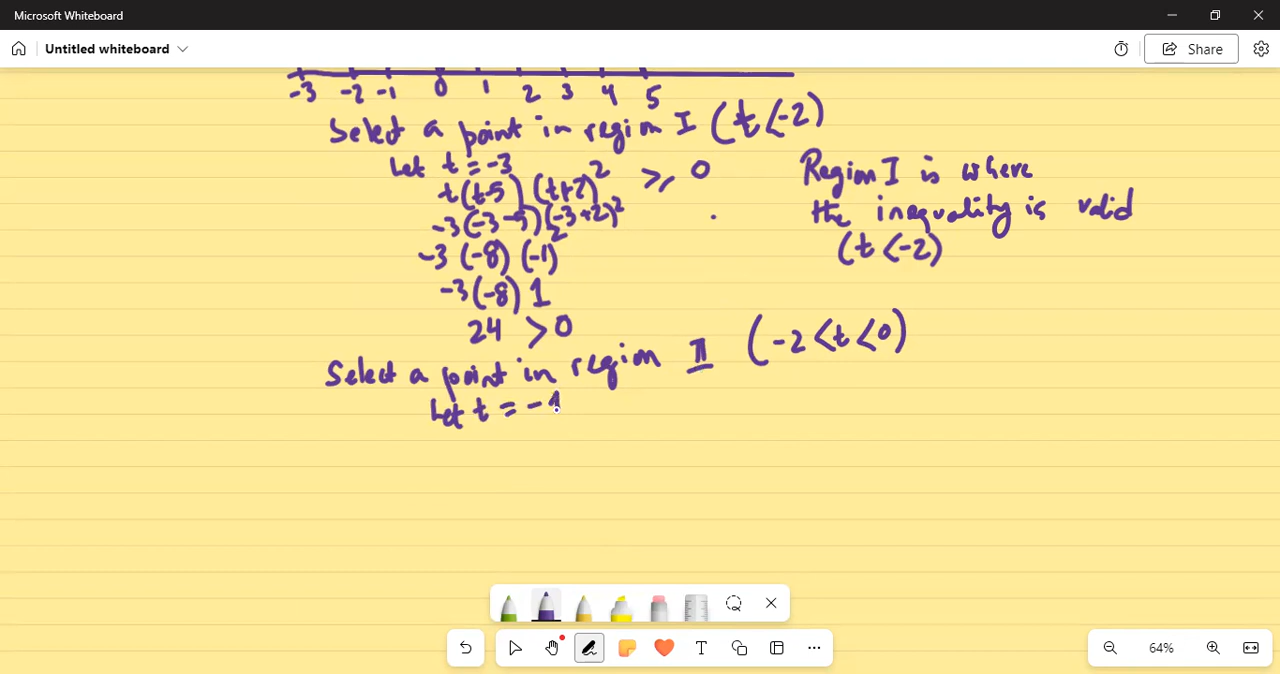 Microsoft Whiteboard
Untitled whiteboard
Share
-3 -2 -1 0 1 2 3 4 5
Select a point in region I (t<-2)
Let t = -3
t(t-5)(t+2)² ≥ 0
-3(-3-5)(-3+2)²
-3(-8)(-1)²
-3(-8)1
24 >0
Region I is where
the inequality is valid
(t<-2)
Select a point in region II (-2<t<0)
Let t = -1
64%